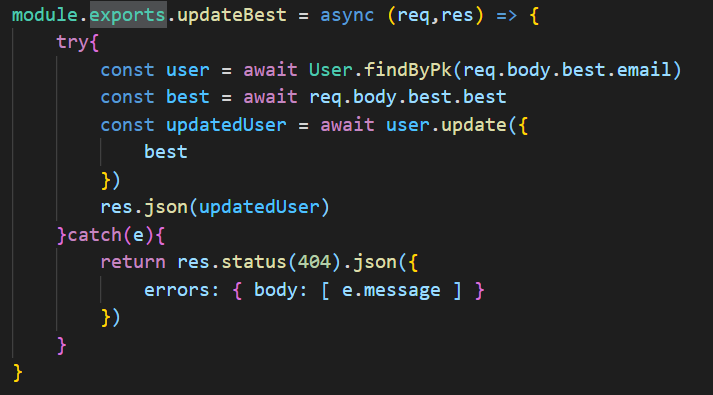 module.exports.updateBest = async (req,res) => {
    try{
        const user = await User.findByPk(req.body.best.email)
        const best = await req.body.best.best
        const updatedUser = await user.update({
            best
        })
        res.json(updatedUser)
    }catch(e){
        return res.status(404).json({
            errors: { body: [ e.message ] }
        })
    }
}